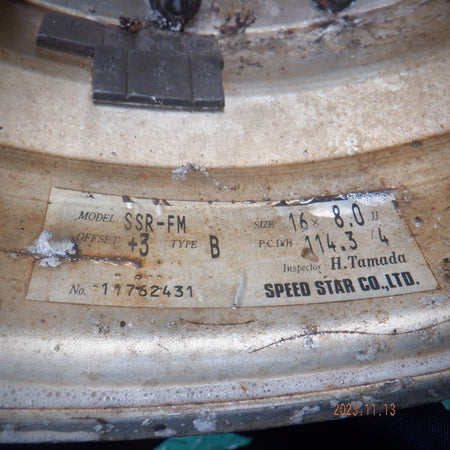 MODEL SSR-FM SIZE 16× 8.0 JJ
OFFSET +3 TYPE B P.C.D/H 114.3 / 4
Inspector H.Tamada
No. 11762431 SPEED STAR CO.,LTD.
2023.11.13